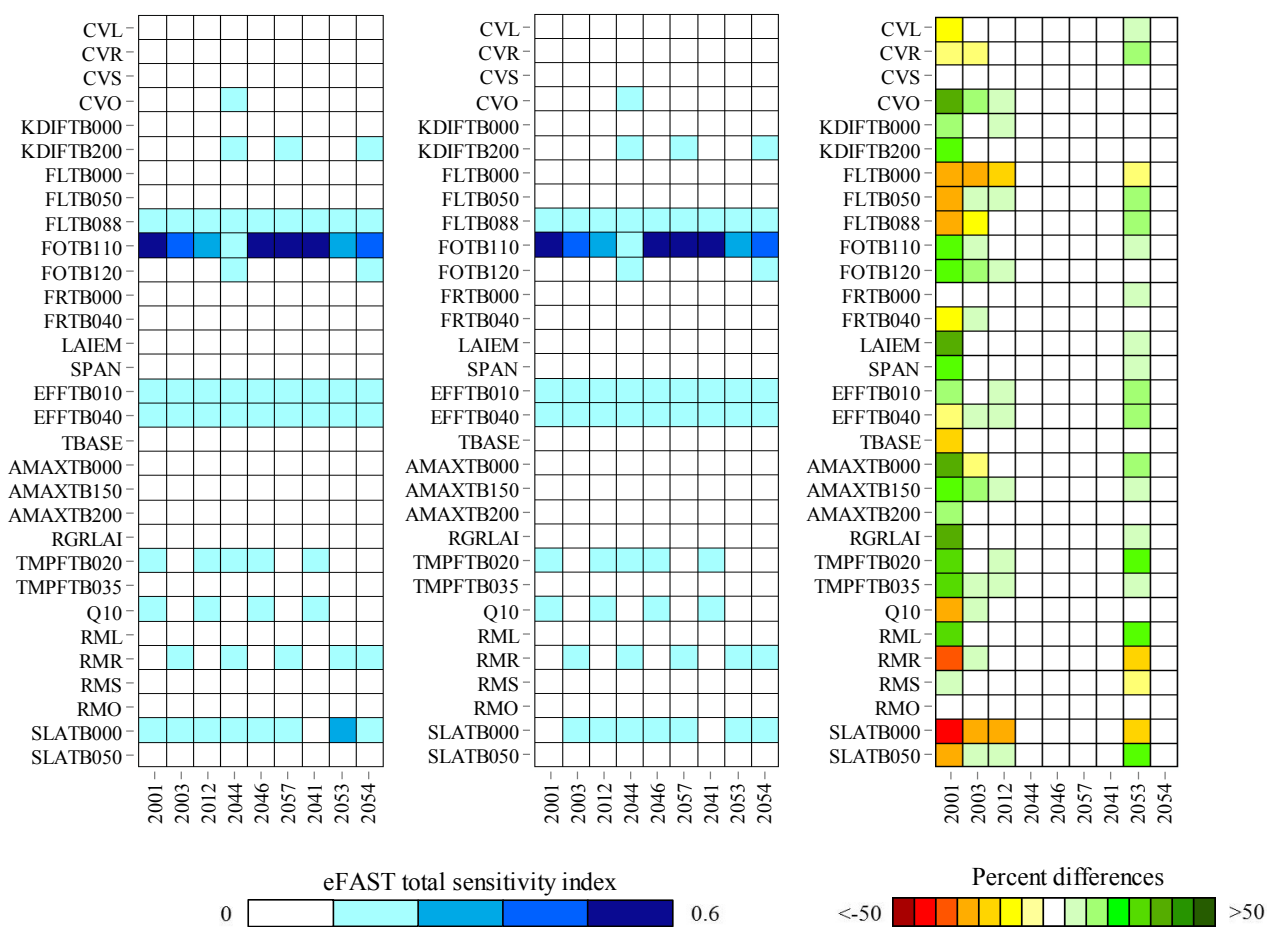 CVL
CVR
CVS
CVO
KDIFTB000
KDIFTB200
FLTB000
FLTB050
FLTB088
FOTB110
FOTB120
FRTB000
FRTB040
LAIEM
SPAN
EFFTB010
EFFTB040
TBASE
AMAXTB000
AMAXTB150
AMAXTB200
RGRLAI
TMPFTB020
TMPFTB035
Q10
RML
RMR
RMS
RMO
SLATB000
SLATB050
2001 2003 2012 2044 2046 2057 2041 2053 2054
CVL
CVR
CVS
CVO
KDIFTB000
KDIFTB200
FLTB000
FLTB050
FLTB088
FOTB110
FOTB120
FRTB000
FRTB040
LAIEM
SPAN
EFFTB010
EFFTB040
TBASE
AMAXTB000
AMAXTB150
AMAXTB200
RGRLAI
TMPFTB020
TMPFTB035
Q10
RML
RMR
RMS
RMO
SLATB000
SLATB050
2001 2003 2012 2044 2046 2057 2041 2053 2054
CVL
CVR
CVS
CVO
KDIFTB000
KDIFTB200
FLTB000
FLTB050
FLTB088
FOTB110
FOTB120
FRTB000
FRTB040
LAIEM
SPAN
EFFTB010
EFFTB040
TBASE
AMAXTB000
AMAXTB150
AMAXTB200
RGRLAI
TMPFTB020
TMPFTB035
Q10
RML
RMR
RMS
RMO
SLATB000
SLATB050
2001 2003 2012 2044 2046 2057 2041 2053 2054
eFAST total sensitivity index
0 0.6
Percent differences
<-50 >50